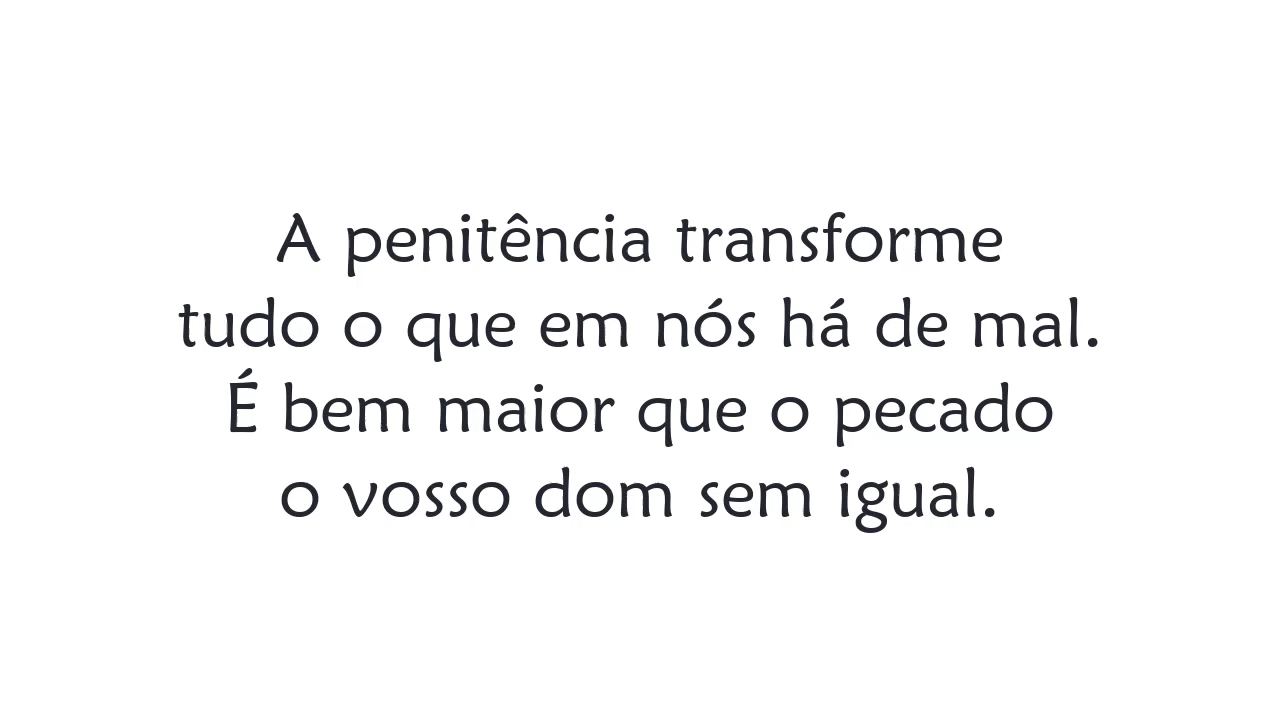 A penitência transforme
tudo o que em nós há de mal.
É bem maior que o pecado
o vosso dom sem igual.